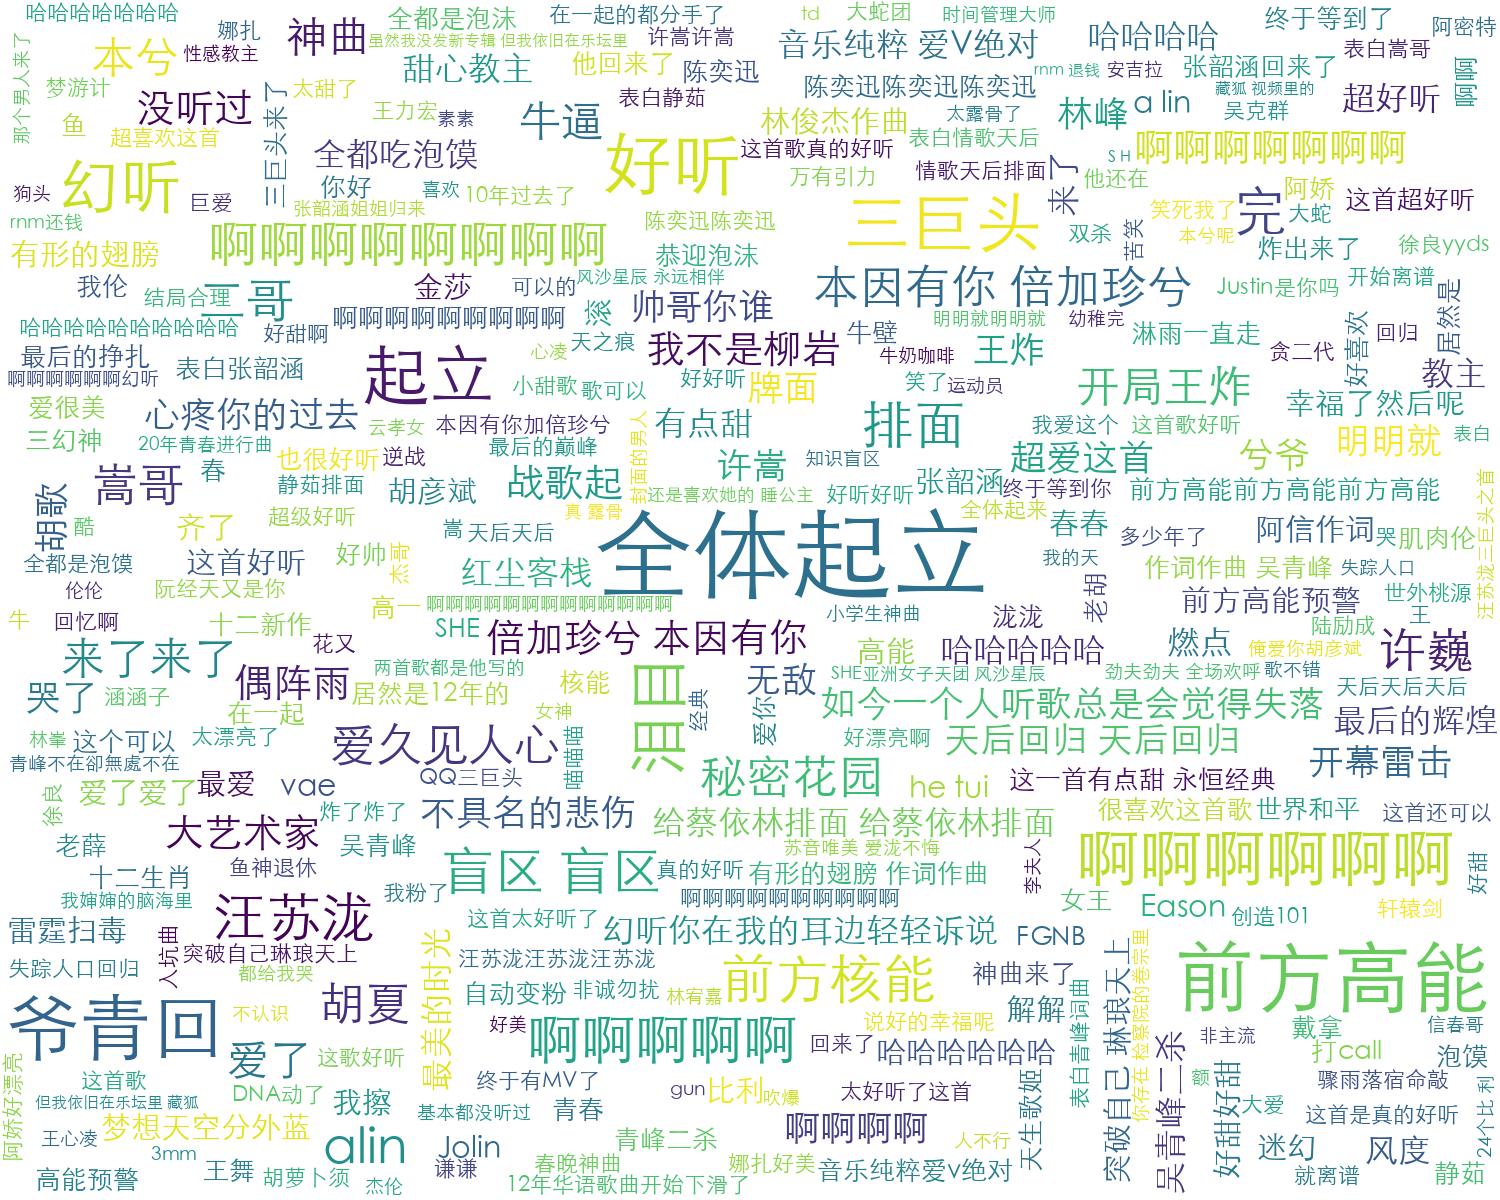 哈哈哈哈哈哈哈
娜扎
神曲
全都是泡沫
在一起的都分手了
td
大蛇团
时间管理大师
终于等到了
阿密特
那个男人来了
本兮
性感教主
虽然我没发新专辑 但我依旧在乐坛里
许嵩许嵩
音乐纯粹 爱V绝对
哈哈哈哈
表白嵩哥
梦游计
太甜了
甜心教主
他回来了
陈奕迅
陈奕迅陈奕迅陈奕迅
rnm 退钱
安吉拉
张韶涵回来了
啊啊
鱼
没听过
三巨头来了
王力宏
素素
牛逼
表白静茹
林俊杰作曲
太露骨了
林峰
a lin
藏狐 视频里的
吴克群
超好听
超喜欢这首
全都吃泡馍
好听
这首歌真的好听
表白情歌天后
S H
啊啊啊啊啊啊啊
狗头
幻听
巨爱
你好
喜欢
10年过去了
万有引力
情歌天后排面
来了
他还在
笑死我了
完
阿娇
大蛇
这首超好听
rnm还钱
张韶涵姐姐归来
陈奕迅陈奕迅
三巨头
双杀
苦笑
本兮呢
炸出来了
徐良yyds
有形的翅膀
啊啊啊啊啊啊啊啊
恭迎泡沫
我伦
结局合理
二哥
金莎
可以的
风沙星辰 永远相伴
滚
帅哥你谁
本因有你 倍加珍兮
Justin是你吗
开始离谱
居然是
哈哈哈哈哈哈哈哈哈哈
好甜啊
啊啊啊啊啊啊啊啊啊
天之痕
牛壁
明明就明明就
幼稚完
淋雨一直走
好喜欢
回归
最后的挣扎
表白张韶涵
起立
心凌
我不是柳岩
牛奶咖啡
王炸
贪二代
教主
啊啊啊啊啊啊幻听
小甜歌
歌可以
好好听
牌面
笑了
运动员
开局王炸
爱很美
心疼你的过去
云孝女
本因有你加倍珍兮
封面的男人
有点甜
排面
我爱这个
这首歌好听
幸福了然后呢
三幻神
20年青春进行曲
最后的巅峰
明明就
表白
嵩哥
春
也很好听
逆战
战歌起
许嵩
知识盲区
张韶涵
超爱这首
兮爷
胡歌
静茹排面
胡彦斌
还是喜欢她的 睡公主
好听好听
终于等到你
前方高能前方高能前方高能
汪苏泷三巨头之首
酷
齐了
超级好听
嵩
天后天后
真 露骨
全体起立
全体起来
春春
多少年了
阿信作词
哭
肌肉伦
全都是泡馍
这首好听
好帅
杰哥
红尘客栈
我的天
作词作曲 吴青峰
失踪人口
伦伦
阮经天又是你
高一
啊啊啊啊啊啊啊啊啊啊啊啊啊
小学生神曲
老胡
前方高能预警
世外桃源
牛
回忆啊
十二新作
SHE
倍加珍兮 本因有你
泷泷
王
陆励成
来了来了
花又
高能
哈哈哈哈哈
燃点
俺爱你胡彦斌
许巍
偶阵雨
两首歌都是他写的
核能
泪目
无敌
SHE亚洲女子天团 风沙星辰
劲夫劲夫 全场欢呼
歌不错
哭了
涵涵子
在一起
居然是12年的
女神
经典
爱你
如今一个人听歌总是会觉得失落
天后天后天后
林峯
这个可以
太漂亮了
爱久见人心
喵喵喵
好漂亮啊
天后回归 天后回归
最后的辉煌
青峰不在卻無處不在
QQ三巨头
秘密花园
he tui
这一首有点甜 永恒经典
开幕雷击
徐良
爱了爱了
最爱
vae
炸了炸了
不具名的悲伤
给蔡依林排面 给蔡依林排面
很喜欢这首歌
世界和平
这首还可以
老薛
大艺术家
吴青峰
苏音唯美 爱泷不悔
李夫人
啊啊啊啊啊啊
十二生肖
鱼神退休
我粉了
盲区 盲区
真的好听
有形的翅膀 作词作曲
好甜
我婶婶的脑海里
汪苏泷
啊啊啊啊啊啊啊啊啊
女王
Eason
创造101
轩辕剑
雷霆扫毒
入坑曲
这首太好听了
幻听你在我的耳边轻轻诉说
FGNB
突破自己 琳琅天上
失踪人口回归
突破自己琳琅天上
都给我哭
最美的时光
汪苏泷汪苏泷汪苏泷
前方核能
神曲来了
你存在 检察院的卷宗里
前方高能
爷青回
不认识
胡夏
自动变粉
非诚勿扰
林宥嘉
解解
表白青峰词曲
好美
啊啊啊啊啊
说好的幸福呢
吴青峰二杀
非主流
戴拿
信春哥
阿娇好漂亮
爱了
这歌好听
回来了
哈哈哈哈哈哈
打call
泡馍
这首歌
DNA动了
我擦
终于有MV了
gun
比利
吹爆
太好听了这首
天生歌姬
额
好甜好甜
骤雨落宿命敲
但我依旧在乐坛里 藏狐
基本都没听过
青春
大爱
这首是真的好听
24个比利
王心凌
梦想天空分外蓝
3mm
alin
Jolin
青峰二杀
啊啊啊啊
人不行
迷幻
风度
高能预警
王舞
胡萝卜须
杰伦
谦谦
春晚神曲
12年华语歌曲开始下滑了
娜扎好美
音乐纯粹爱v绝对
就离谱
静茹